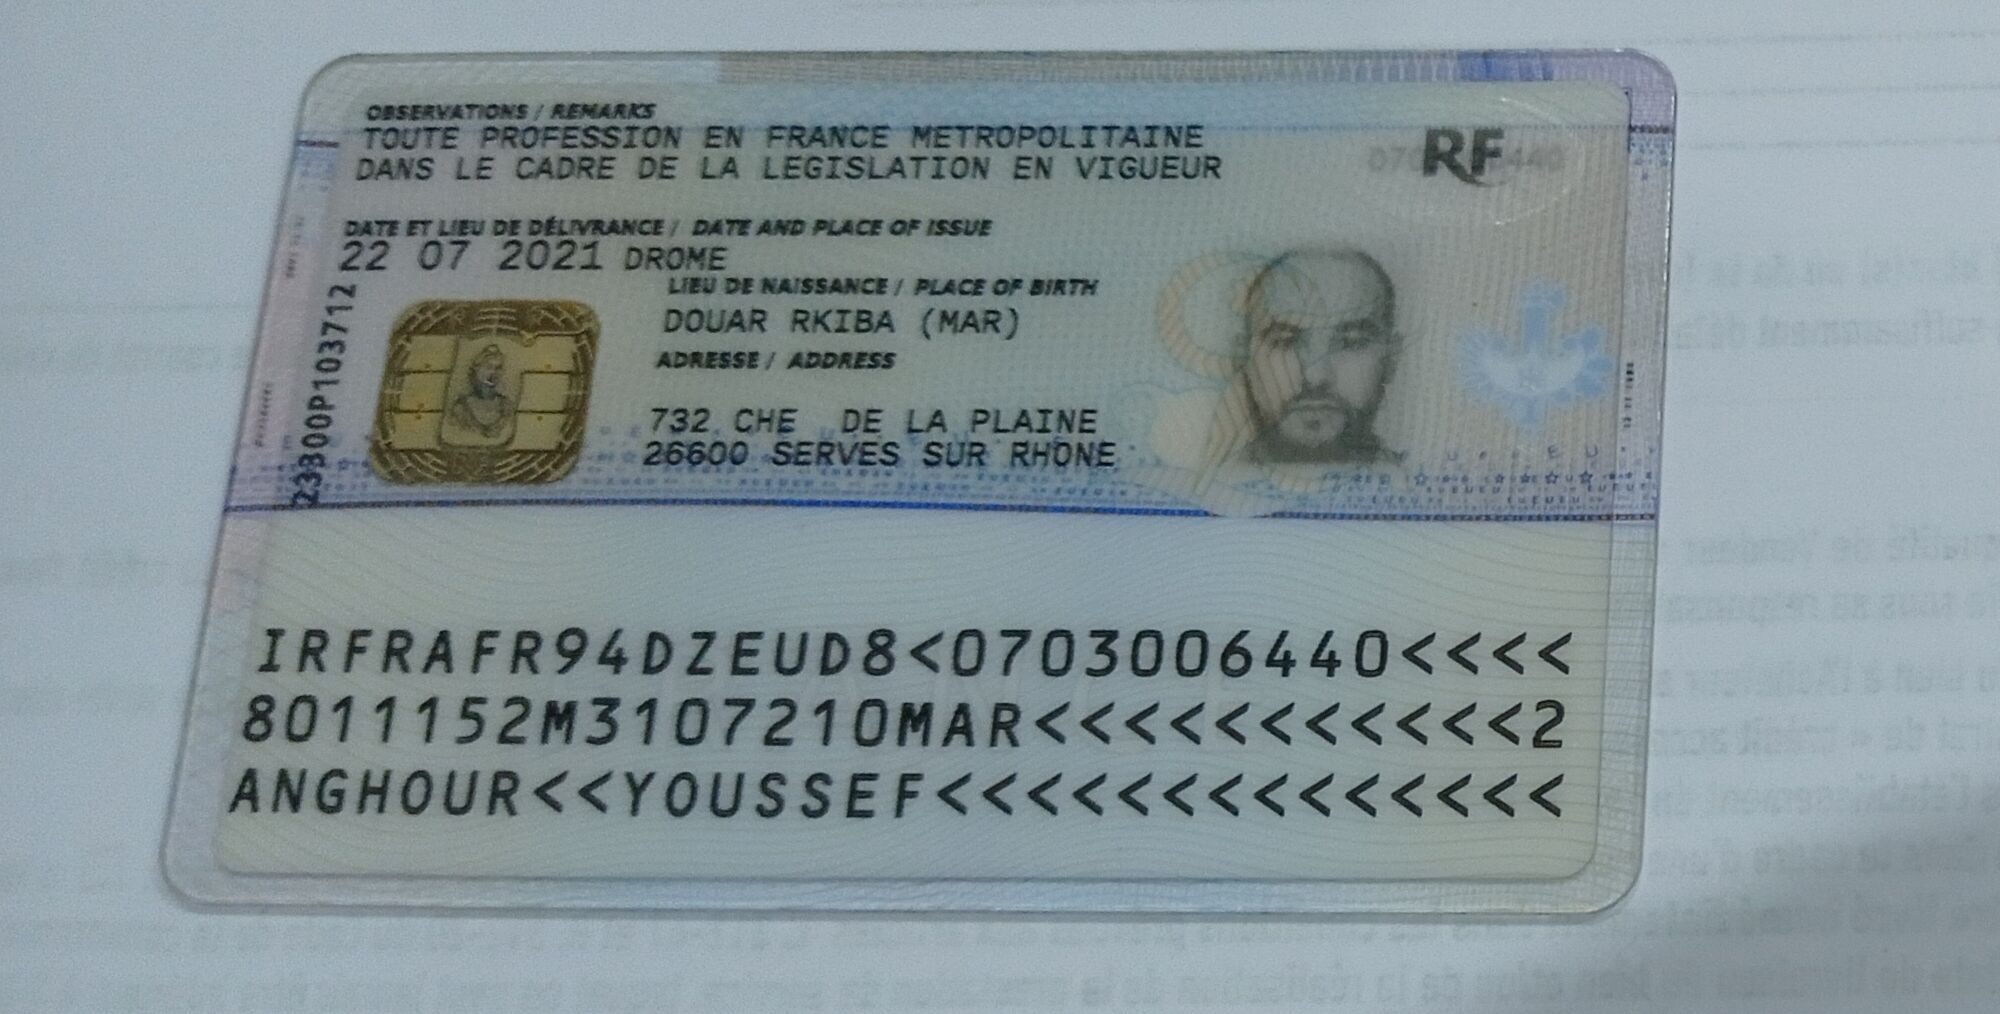 OBSERVATIONS / REMARKS
TOUTE PROFESSION EN FRANCE METROPOLITAINE
DANS LE CADRE DE LA LEGISLATION EN VIGUEUR
RF
DATE ET LIEU DE DÉLIVRANCE / DATE AND PLACE OF ISSUE
22 07 2021 DROME
LIEU DE NAISSANCE / PLACE OF BIRTH
DOUAR RKIBA (MAR)
ADRESSE / ADDRESS
732 CHE DE LA PLAINE
26600 SERVES SUR RHONE
23800P103712
IRFRAFR94DZEUD8<0703006440<<<<
8011152M3107210MAR<<<<<<<<<<<2
ANGHOUR<<YOUSSEF<<<<<<<<<<<<<<